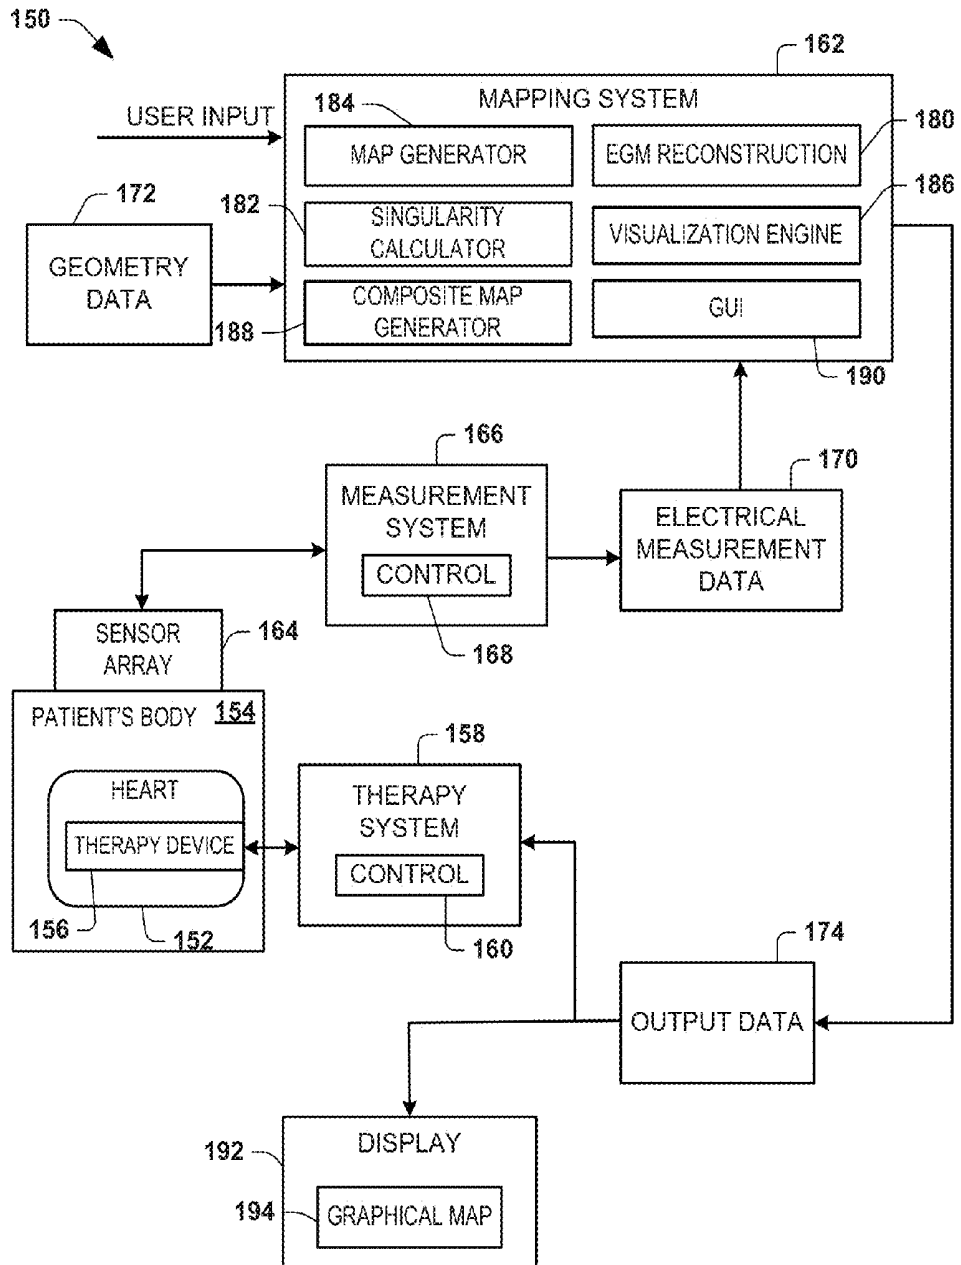 150
162
MAPPING SYSTEM
USER INPUT
184
180
MAP GENERATOR
EGM RECONSTRUCTION
172
182
186
SINGULARITY
CALCULATOR
VISUALIZATION ENGINE
GEOMETRY
DATA
COMPOSITE MAP
GENERATOR
GUI
188
190
166
170
MEASUREMENT
SYSTEM
CONTROL
ELECTRICAL
MEASUREMENT
DATA
168
SENSOR
ARRAY
164
PATIENT'S BODY
154
158
HEART
THERAPY
SYSTEM
THERAPY DEVICE
CONTROL
156
152
160
174
OUTPUT DATA
192
DISPLAY
194
GRAPHICAL MAP